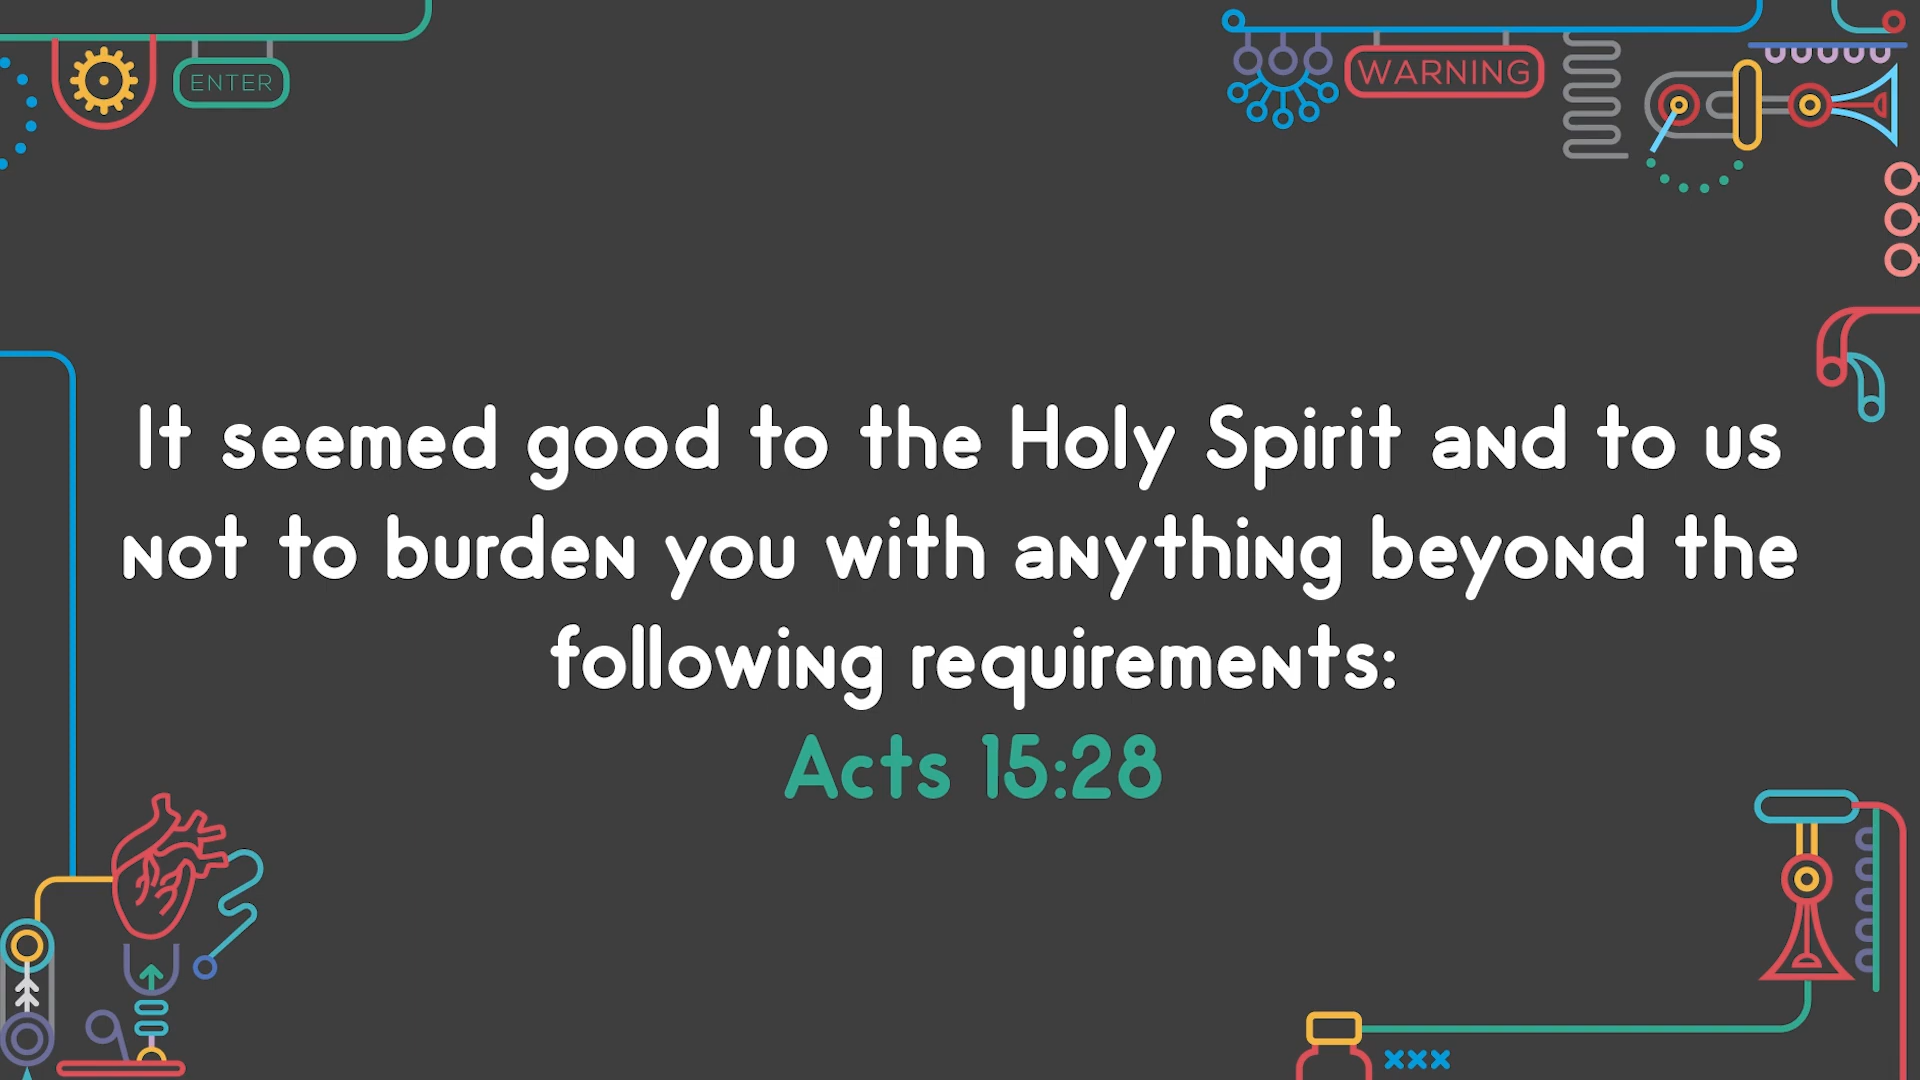 ENTER
WARNING
It seemed good to the Holy Spirit and to us
not to burden you with anything beyond the
following requirements:
Acts 15:28
xxx